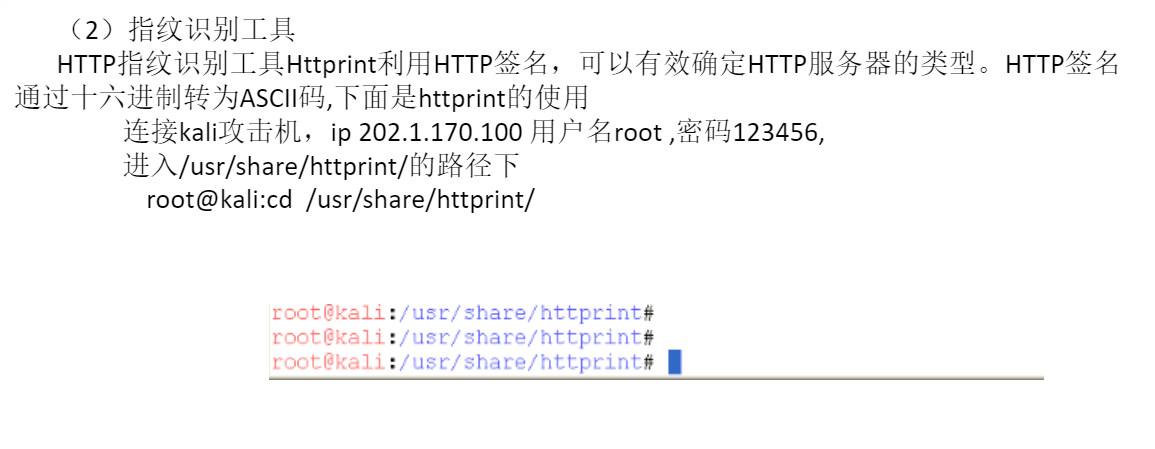 （2）指纹识别工具
HTTP指纹识别工具Httprint利用HTTP签名，可以有效确定HTTP服务器的类型。HTTP签名
通过十六进制转为ASCII码,下面是httprint的使用
连接kali攻击机，ip 202.1.170.100 用户名root ,密码123456,
进入/usr/share/httprint/的路径下
root@kali:cd  /usr/share/httprint/
root@kali:/usr/share/httprint#
root@kali:/usr/share/httprint#
root@kali:/usr/share/httprint#